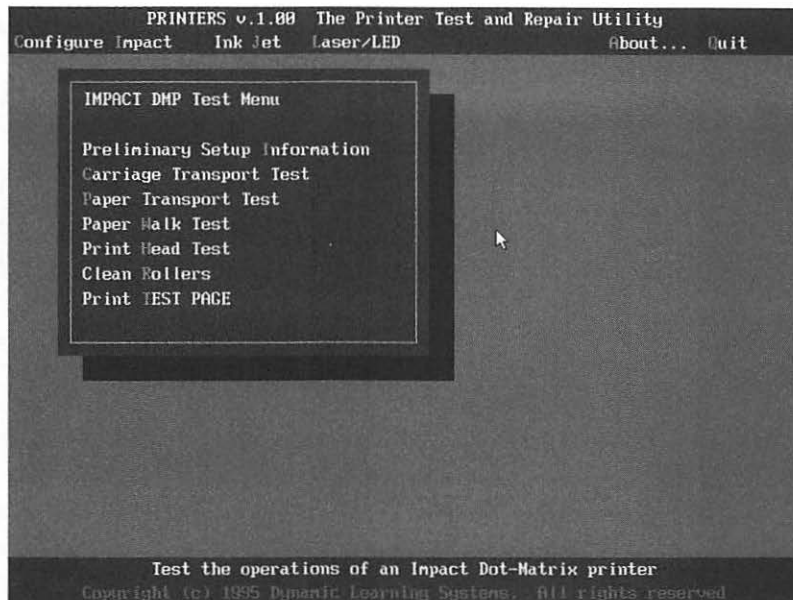 PRINTERS v.1.00 The Printer Test and Repair Utility
Configure Impact Ink Jet Laser/LED About... Quit
IMPACT DMP Test Menu
Preliminary Setup Information
Carriage Transport Test
Paper Transport Test
Paper Walk Test
Print Head Test
Clean Rollers
Print TEST PAGE
Test the operations of an Impact Dot-Matrix printer
Copyright (c) 1995 Dynamic Learning Systems. All rights reserved